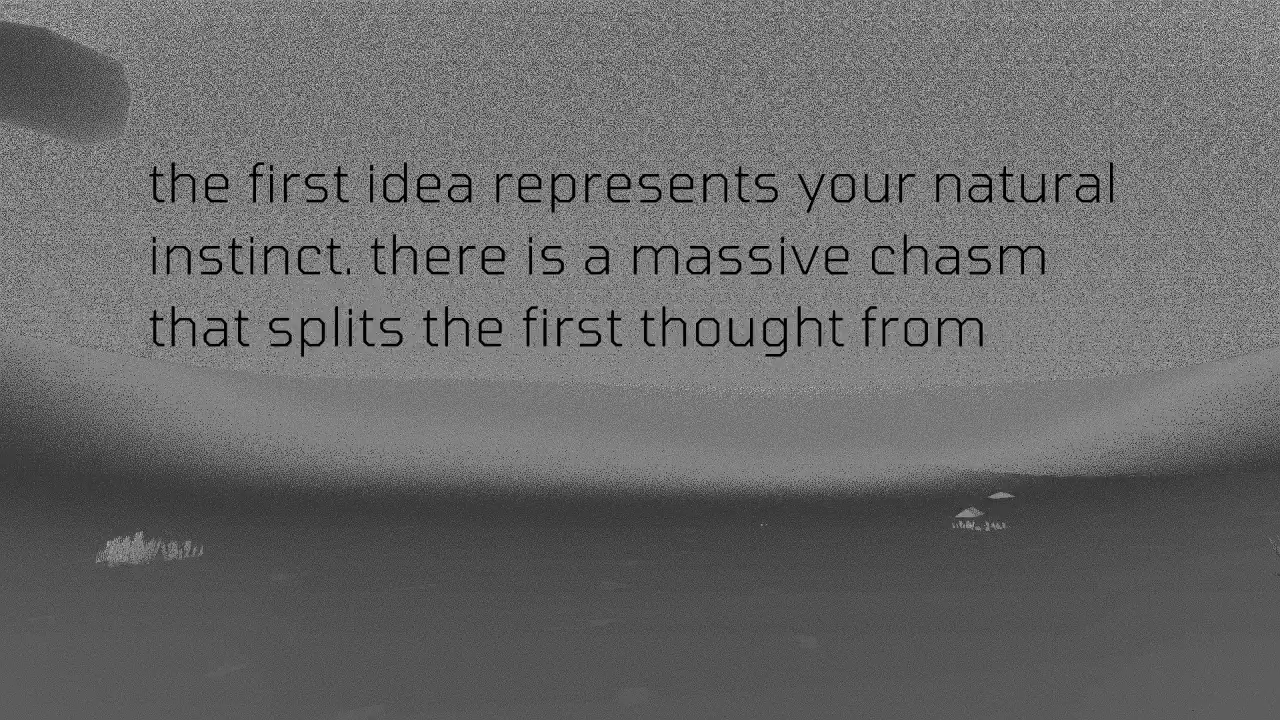 the first idea represents your natural
instinct. there is a massive chasm
that splits the first thought from